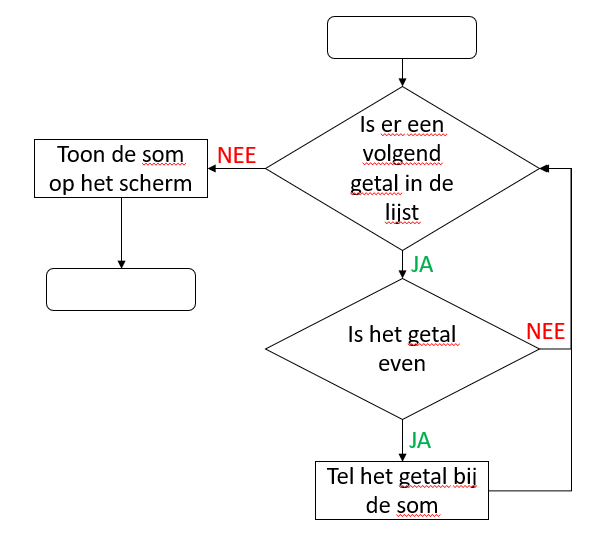 Is er een
volgend
getal in de
lijst
NEE
Toon de som
op het scherm
JA
Is het getal
even
NEE
JA
Tel het getal bij
de som